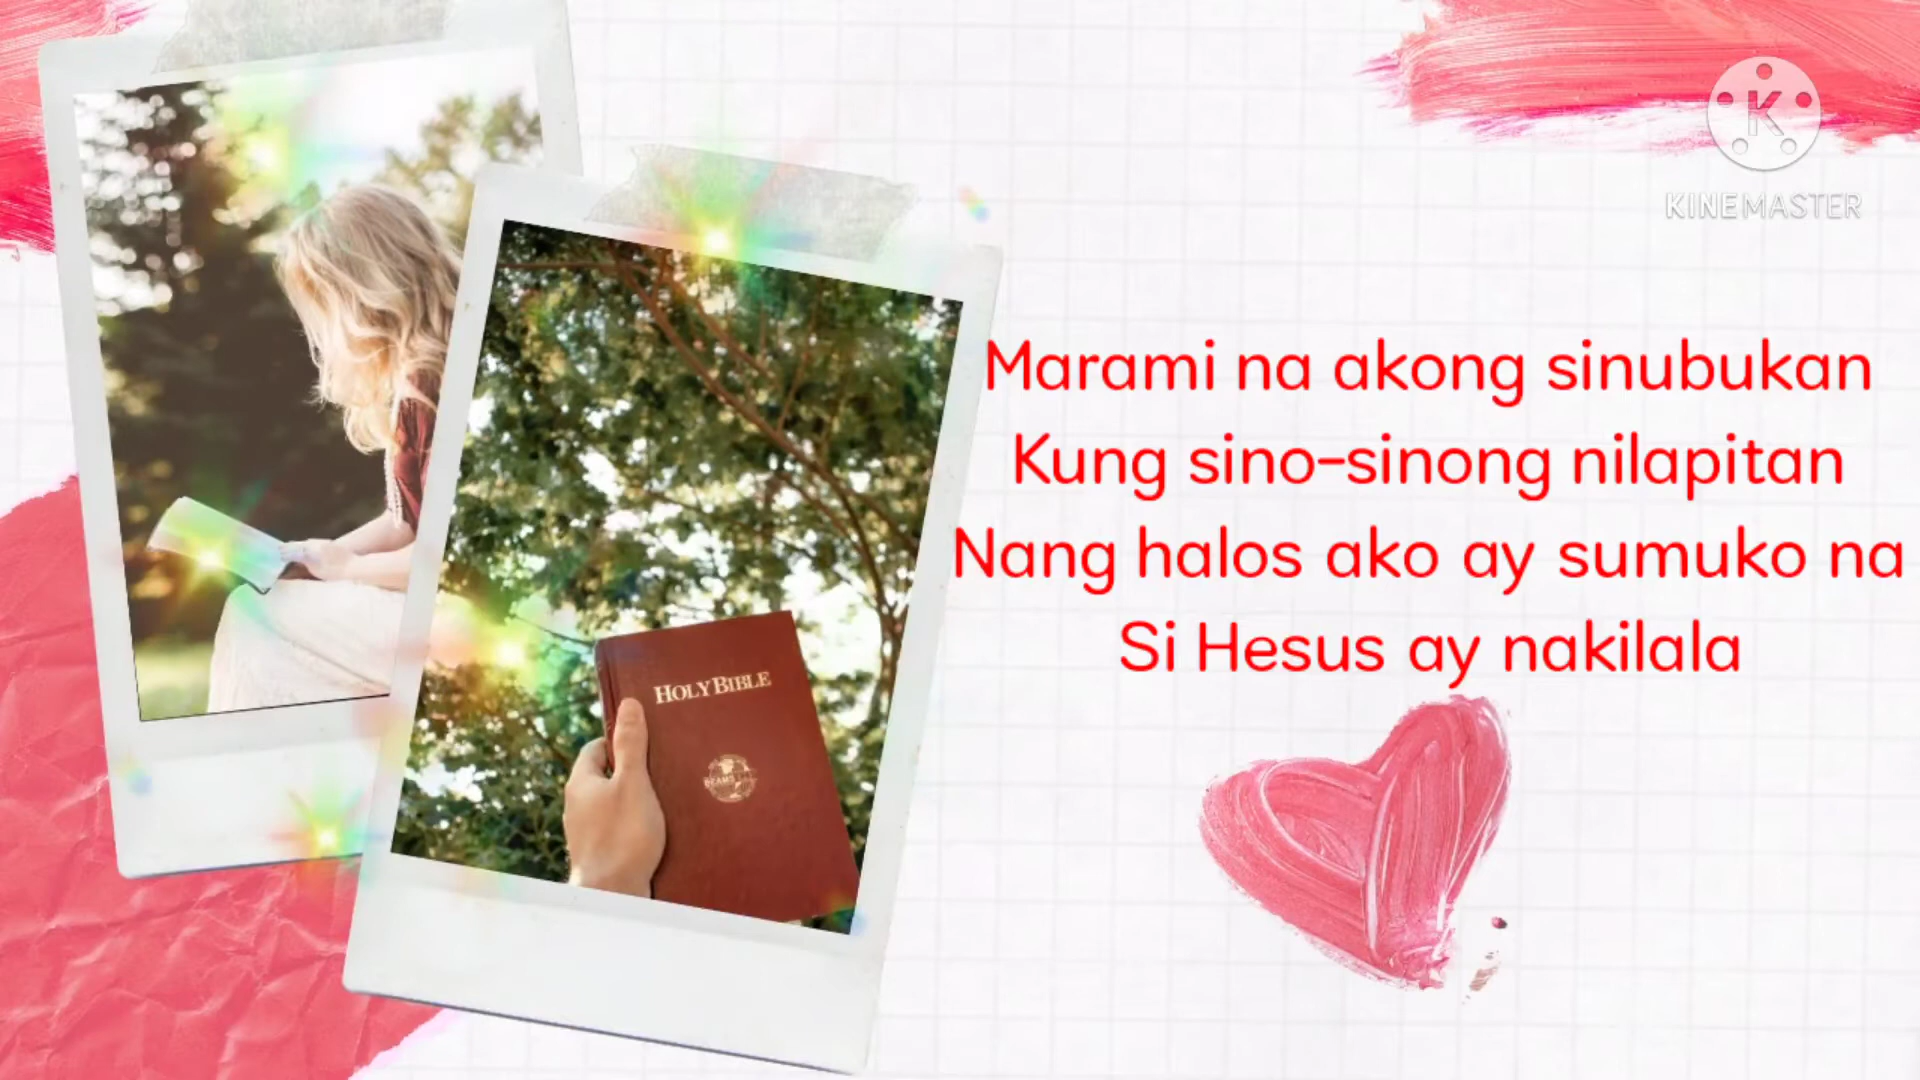 K
KINEMASTER
Marami na akong sinubukan
Kung sino-sinong nilapitan
Nang halos ako ay sumuko na
Si Hesus ay nakilala
HOLY BIBLE